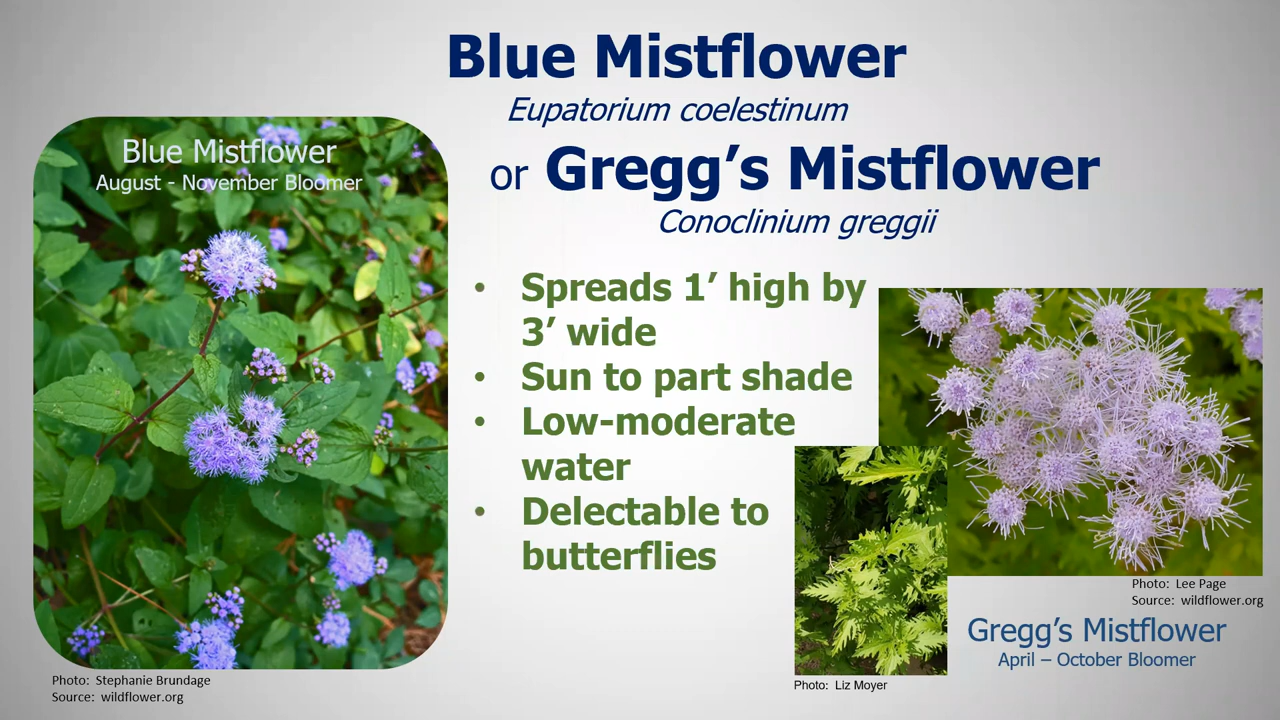 Blue Mistflower
Eupatorium coelestinum
or Gregg’s Mistflower
Conoclinium greggii
Blue Mistflower
August - November Bloomer
• Spreads 1’ high by
3’ wide
• Sun to part shade
• Low-moderate
water
• Delectable to
butterflies
Photo: Lee Page
Source: wildflower.org
Gregg’s Mistflower
April – October Bloomer
Photo: Stephanie Brundage
Source: wildflower.org
Photo: Liz Moyer